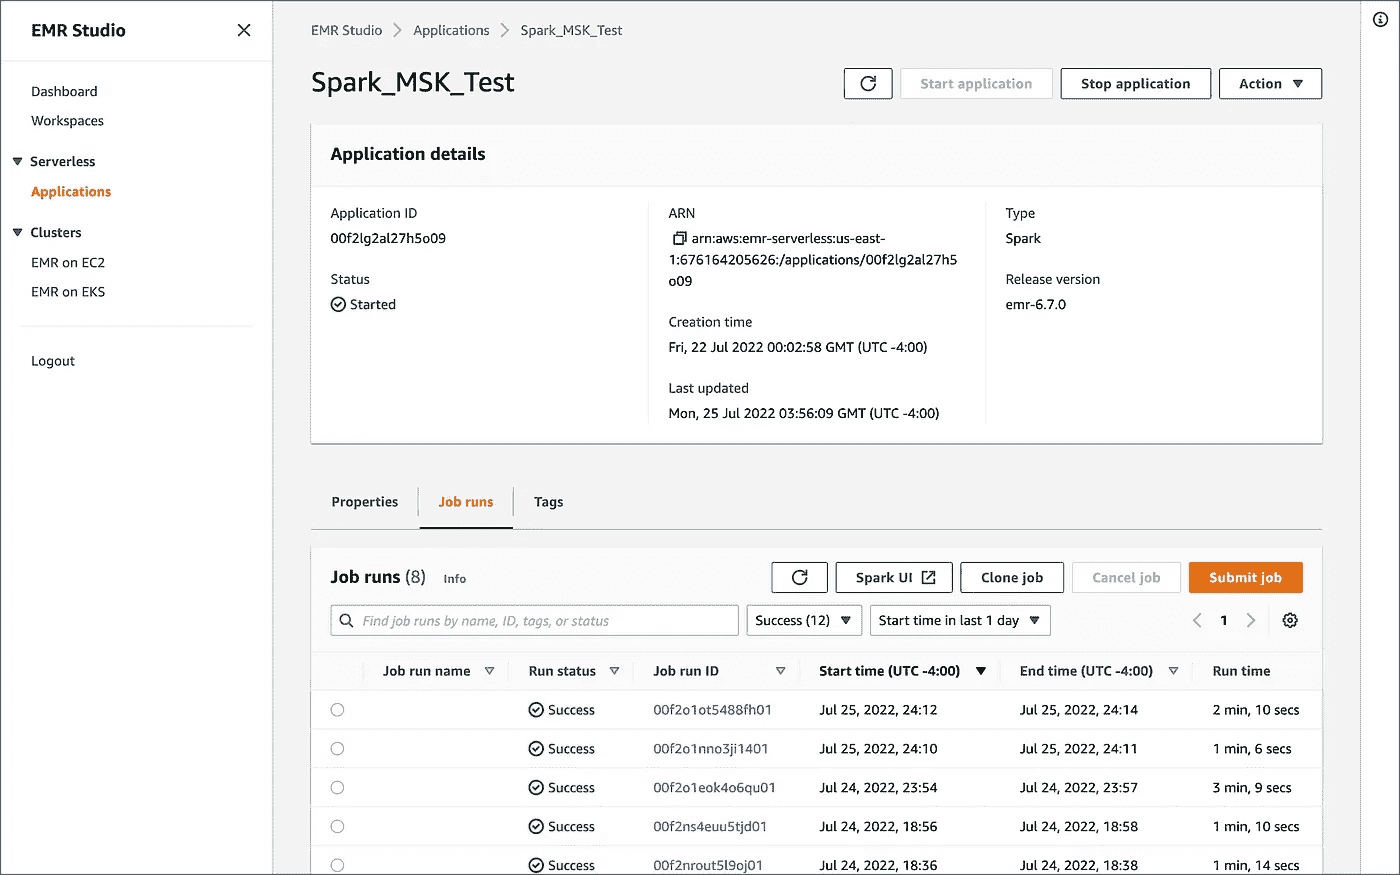 EMR Studio
Dashboard
Workspaces
Serverless
Applications
Clusters
EMR on EC2
EMR on EKS
Logout
EMR Studio Applications Spark_MSK_Test
Spark_MSK_Test
Start application Stop application Action
Application details
Application ID
00f2lg2al27h5o09
Status
Started
ARN
arn:aws:emr-serverless:us-east-
1:676164205626:/applications/00f2lg2al27h5
o09
Creation time
Fri, 22 Jul 2022 00:02:58 GMT (UTC -4:00)
Last updated
Mon, 25 Jul 2022 03:56:09 GMT (UTC -4:00)
Type
Spark
Release version
emr-6.7.0
Properties Job runs Tags
Job runs (8) Info
Spark UI Clone job Cancel job Submit job
Find job runs by name, ID, tags, or status Success (12) Start time in last 1 day 1
Job run name Run status Job run ID Start time (UTC -4:00) End time (UTC -4:00) Run time
Success 00f2o1ot5488fh01 Jul 25, 2022, 24:12 Jul 25, 2022, 24:14 2 min, 10 secs
Success 00f2o1nno3ji1401 Jul 25, 2022, 24:10 Jul 25, 2022, 24:11 1 min, 6 secs
Success 00f2o1eok4o6qu01 Jul 24, 2022, 23:54 Jul 24, 2022, 23:57 3 min, 9 secs
Success 00f2ns4euu5tjd01 Jul 24, 2022, 18:56 Jul 24, 2022, 18:58 1 min, 10 secs
Success 00f2nrout5l9oj01 Jul 24, 2022, 18:36 Jul 24, 2022, 18:38 1 min, 14 secs